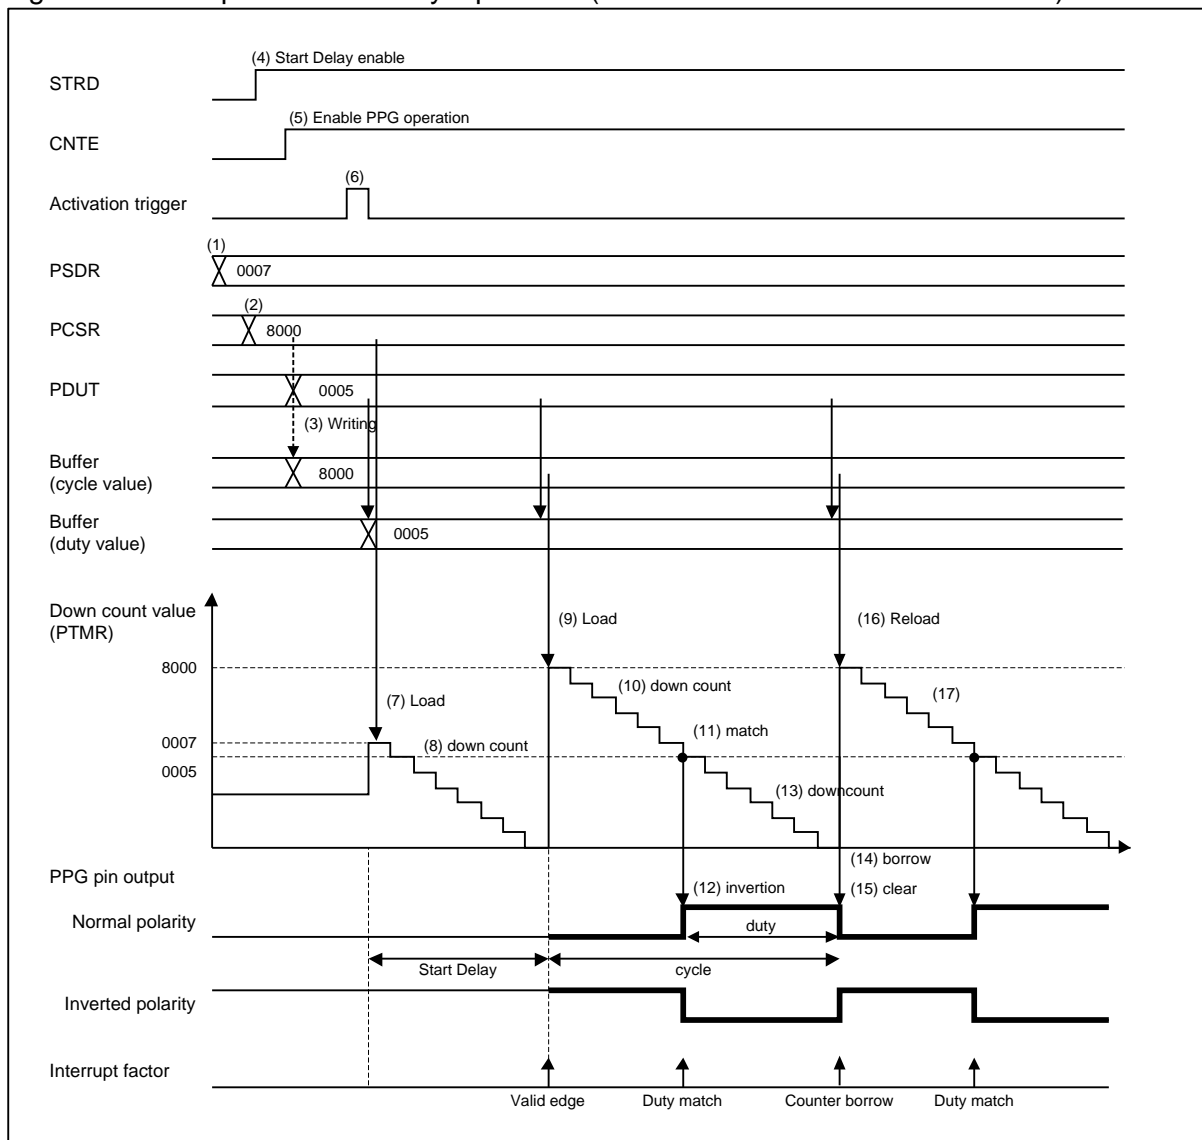 (4) Start Delay enable
STRD
(5) Enable PPG operation
CNTE
(6)
Activation trigger
(1)
PSDR
0007
(2)
PCSR
8000
PDUT
0005
(3) Writing
Buffer
(cycle value)
8000
Buffer
(duty value)
0005
Down count value
(PTMR)
(9) Load
(16) Reload
8000
(10) down count
(17)
(7) Load
(11) match
0007
(8) down count
0005
(13) downcount
(14) borrow
PPG pin output
(12) invertion
(15) clear
Normal polarity
duty
Start Delay
cycle
Inverted polarity
Interrupt factor
Valid edge
Duty match
Counter borrow
Duty match